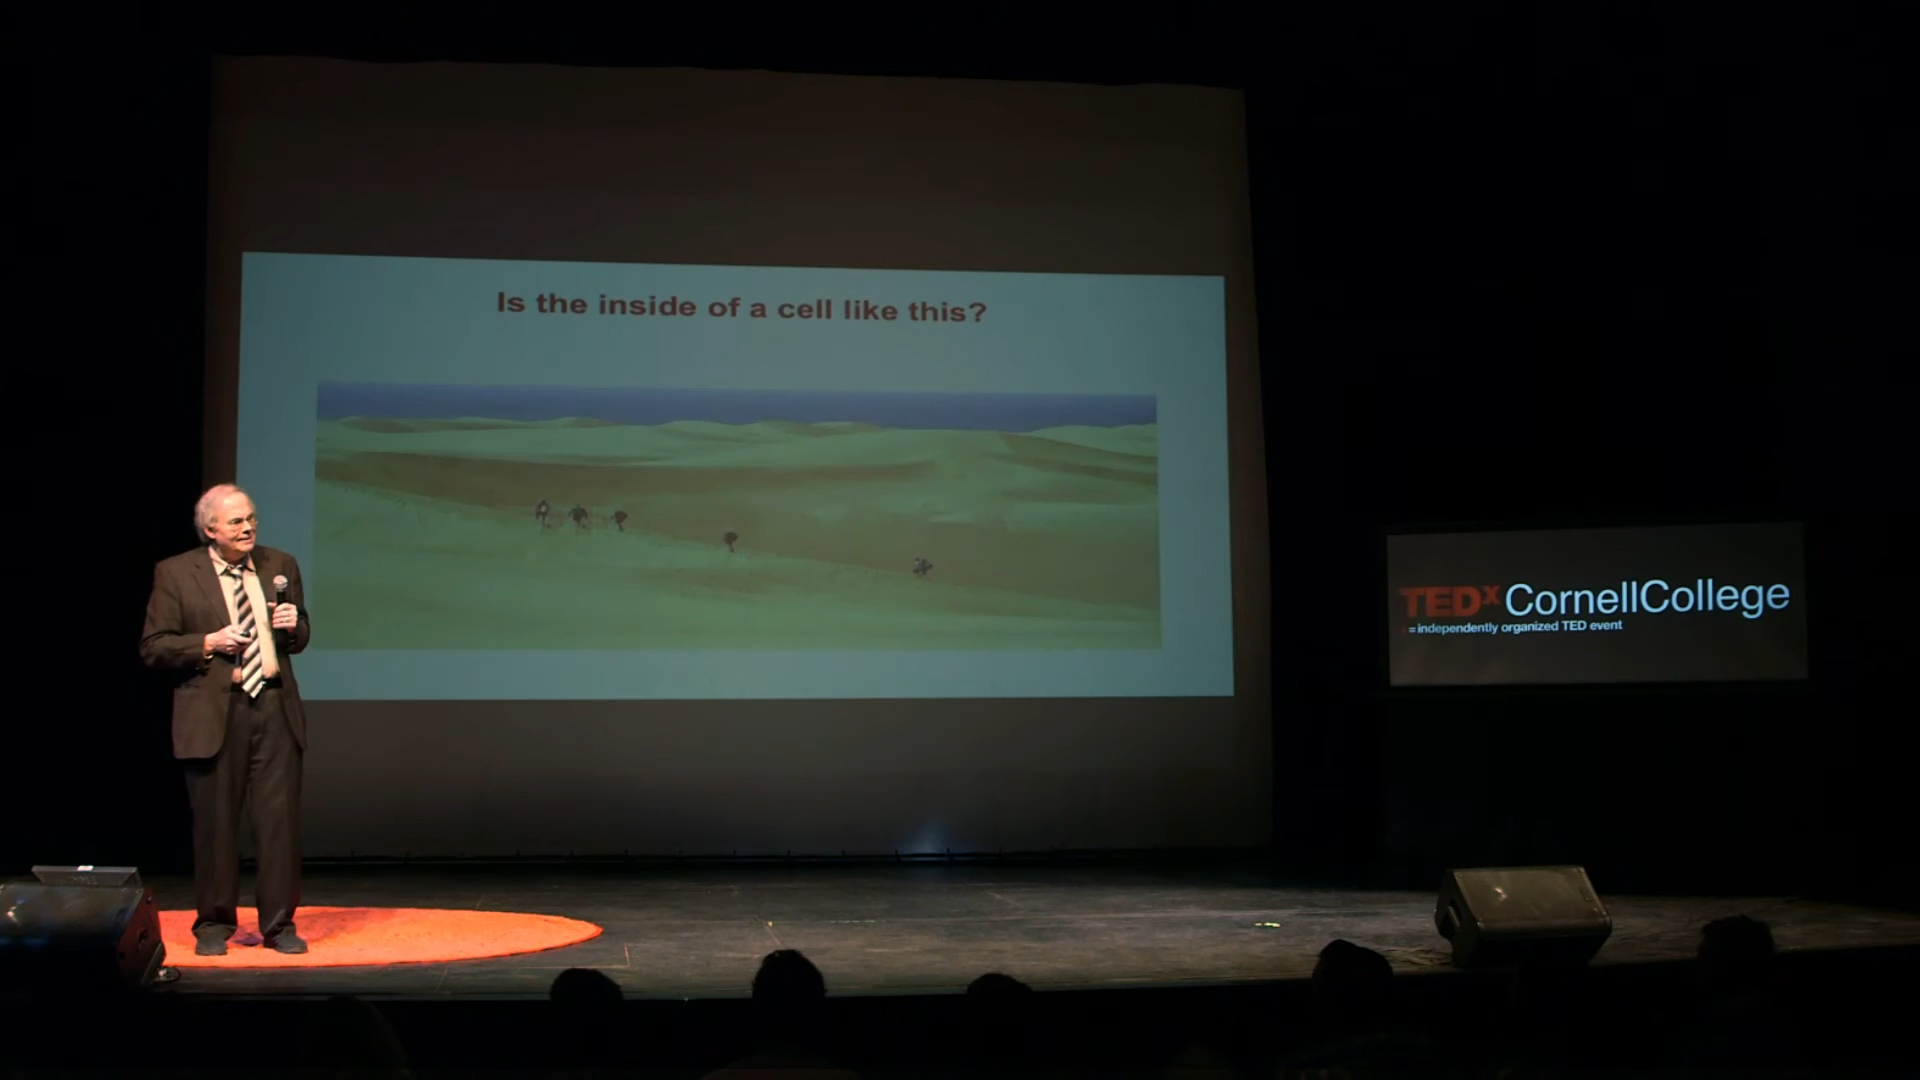 Is the inside of a cell like this?
TEDx CornellCollege
= independently organized TED event